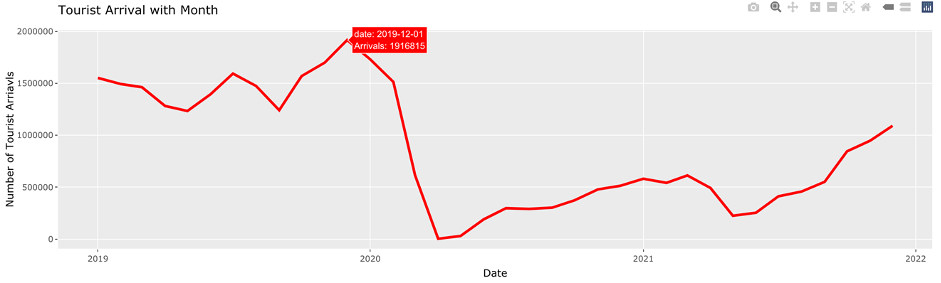 Tourist Arrival with Month
date: 2019-12-01
Arrivals: 1916815
2000000
1500000
1000000
500000
0
Number of Tourist Arriavls
2019
2020
2021
2022
Date